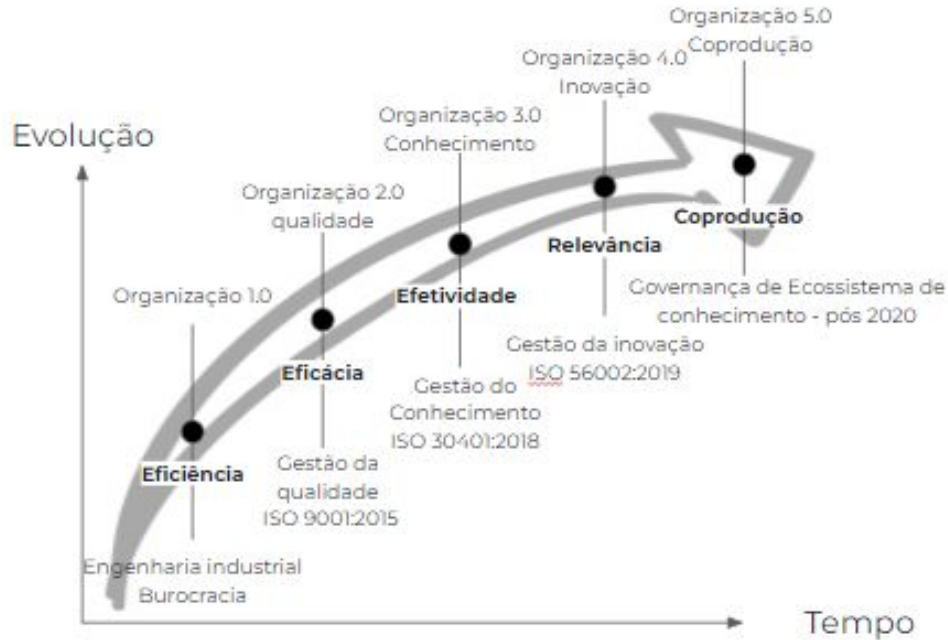 Organização 5.0
Coprodução
Organização 4.0
Inovação
Organização 3.0
Conhecimento
Evolução
Organização 2.0
qualidade
Coprodução
Relevância
Organização 1.0
Efetividade
Governança de Ecossistema de
conhecimento - pós 2020
Gestão da inovação
ISO 56002:2019
Eficácia
Gestão do
Conhecimento
ISO 30401:2018
Eficiência
Gestão da
qualidade
ISO 9001:2015
Engenharia industrial
Burocracia
Tempo